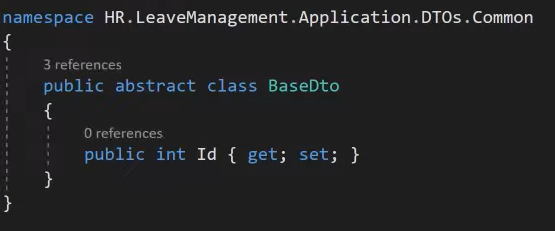 namespace HR.LeaveManagement.Application.DTOs.Common
{
3 references
public abstract class BaseDto
{
0 references
public int Id { get; set; }
}
}